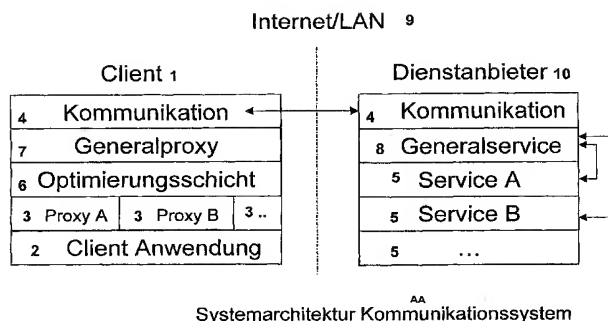 Internet/LAN 9
Client 1
4 Kommunikation
7 Generalproxy
6 Optimierungsschicht
3 Proxy A 3 Proxy B 3 ..
2 Client Anwendung
Dienstanbieter 10
4 Kommunikation
8 Generalservice
5 Service A
5 Service B
5 ...
AA
Systemarchitektur Kommunikationssystem